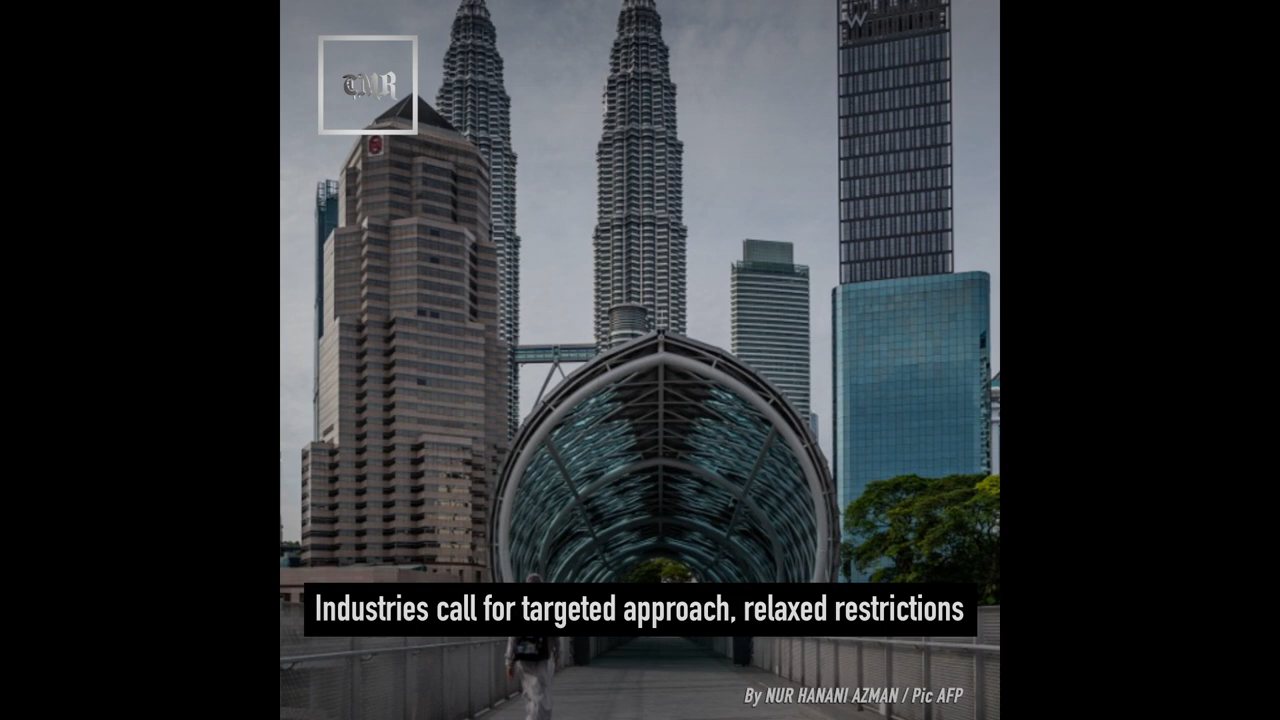 TMR
W
Industries call for targeted approach, relaxed restrictions
By NUR HANANI AZMAN / Pic AFP